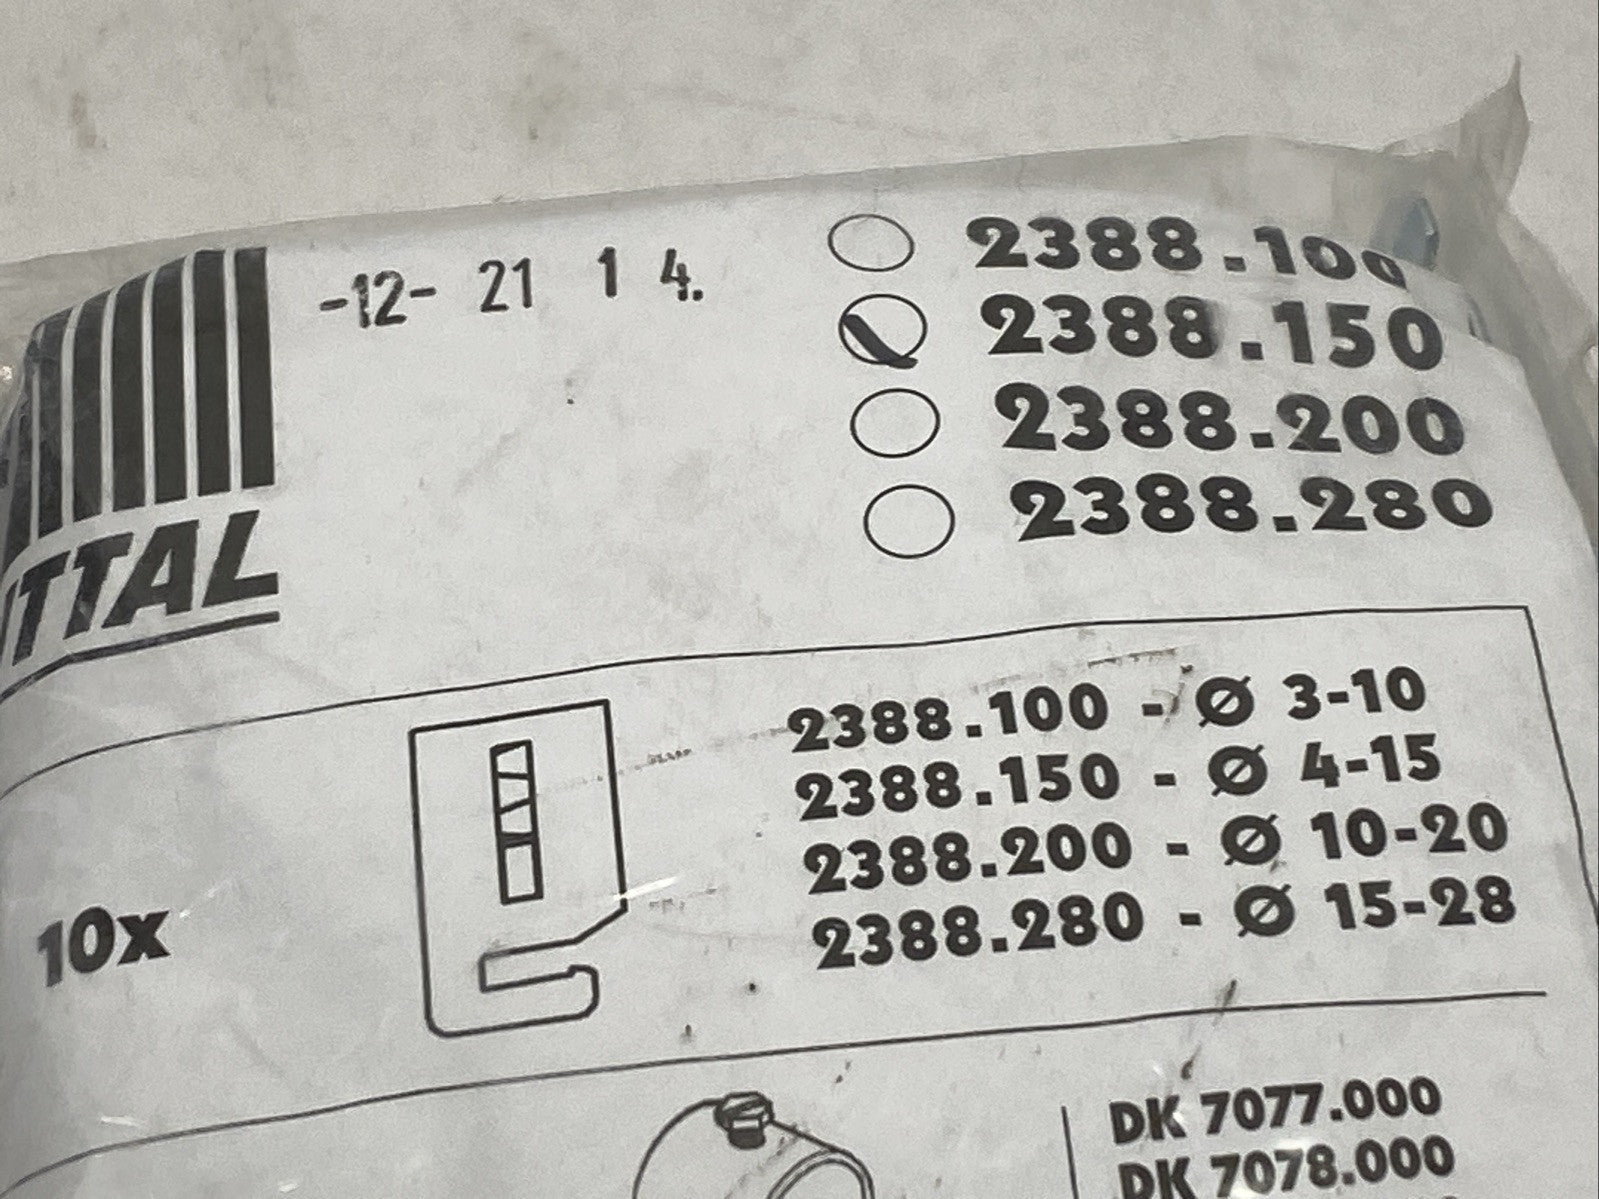 -12- 21 1 4.
2388.100
2388.150
2388.200
2388.280
ITTAL
2388.100 - Ø 3-10
2388.150 - Ø 4-15
2388.200 - Ø 10-20
2388.280 - Ø 15-28
10x
DK 7077.000
DK 7078.000